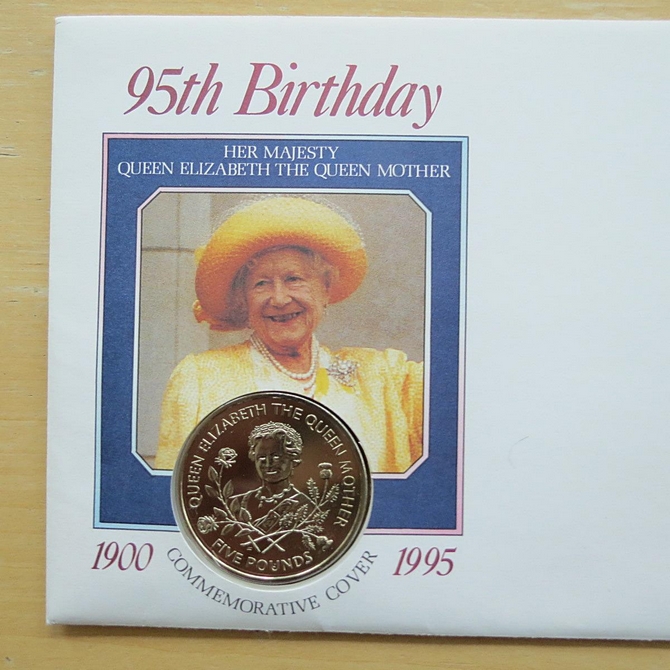 95th Birthday
HER MAJESTY
QUEEN ELIZABETH THE QUEEN MOTHER
QUEEN ELIZABETH THE QUEEN MOTHER
FIVE POUNDS
1900
COMMEMORATIVE COVER
1995